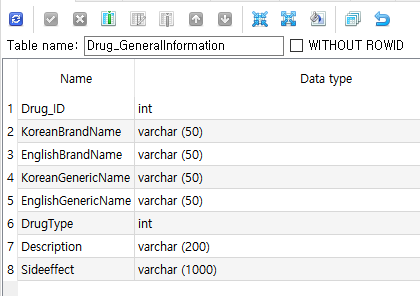 Table name: Drug_GeneralInformation WITHOUT ROWID
Name Data type
1 Drug_ID int
2 KoreanBrandName varchar (50)
3 EnglishBrandName varchar (50)
4 KoreanGenericName varchar (50)
5 EnglishGenericName varchar (50)
6 DrugType int
7 Description varchar (200)
8 Sideeffect varchar (1000)